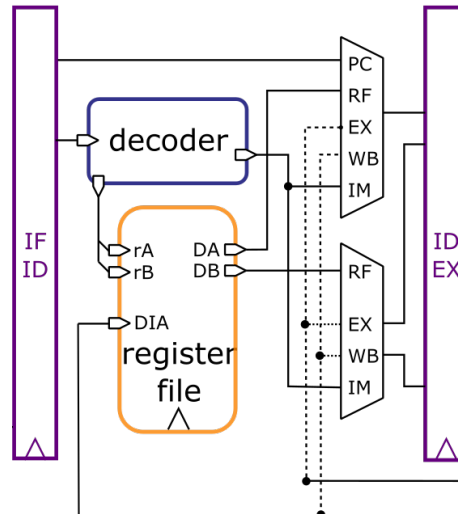 IF
ID
decoder
rA
rB
DA
DB
DIA
register
file
PC
RF
EX
WB
IM
RF
EX
WB
IM
ID
EX